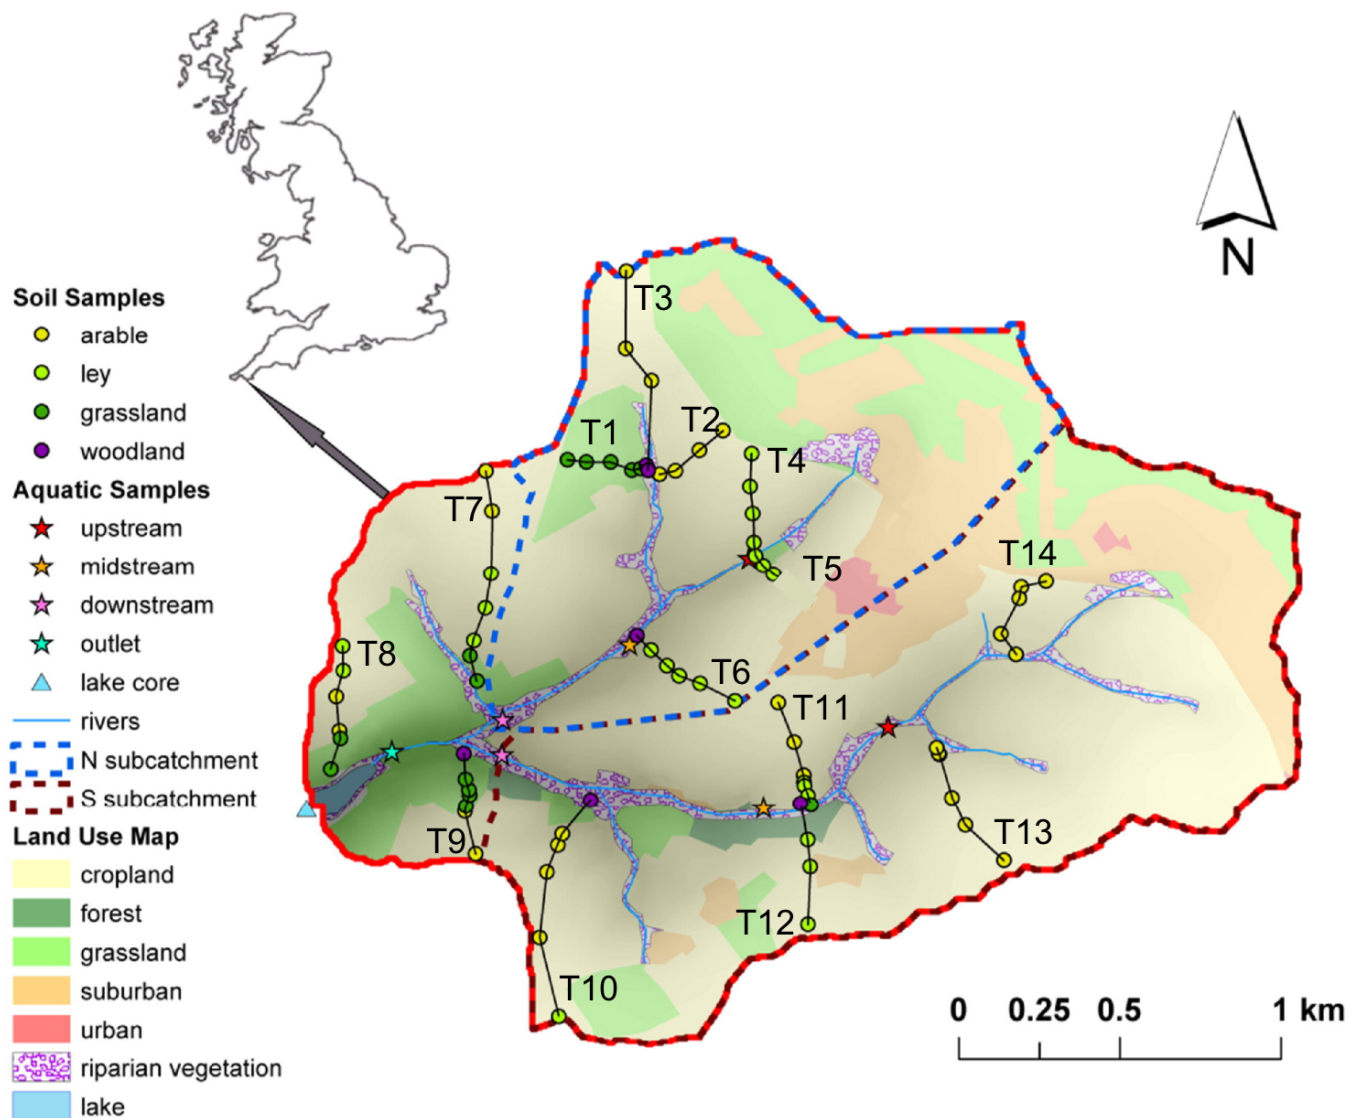 N
Soil Samples
arable
ley
grassland
woodland
Aquatic Samples
upstream
midstream
downstream
outlet
lake core
rivers
N subcatchment
S subcatchment
Land Use Map
cropland
forest
grassland
suburban
urban
riparian vegetation
lake
T3
T1
T2
T4
T7
T5
T14
T8
T6
T11
T9
T13
T12
T10
0 0.25 0.5 1 km